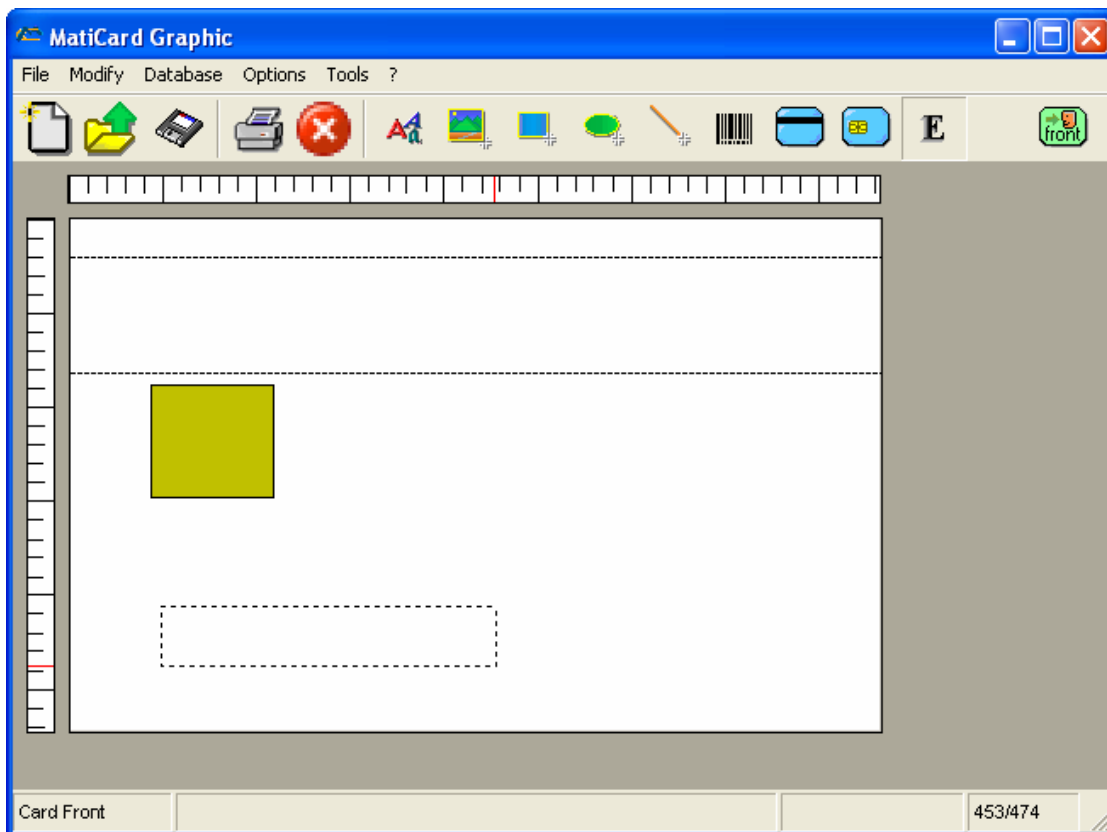 MatiCard Graphic
File Modify Database Options Tools ?
A A a E front
Card Front 453/474